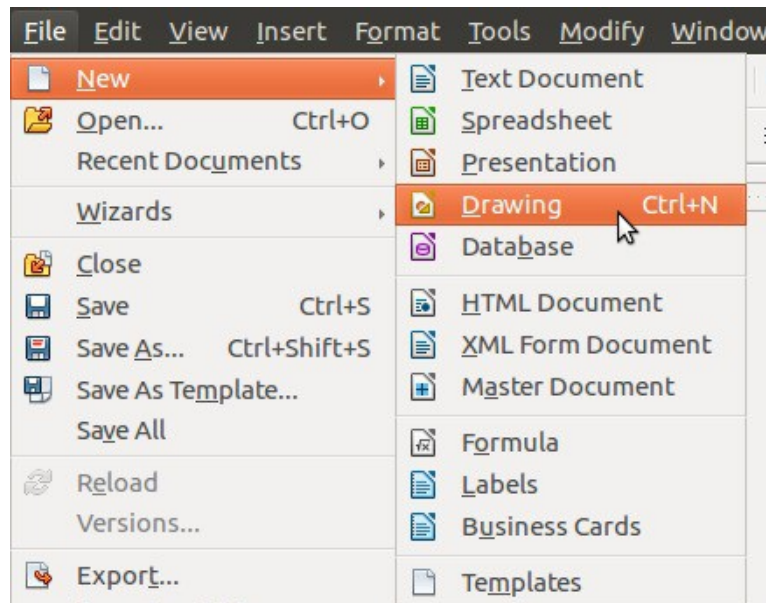 File Edit View Insert Format Tools Modify Window
New
Open... Ctrl+O
Recent Documents
Wizards
Close
Save Ctrl+S
Save As... Ctrl+Shift+S
Save As Template...
Save All
Reload
Versions...
Export...
Text Document
Spreadsheet
Presentation
Drawing Ctrl+N
Database
HTML Document
XML Form Document
Master Document
Formula
Labels
Business Cards
Templates